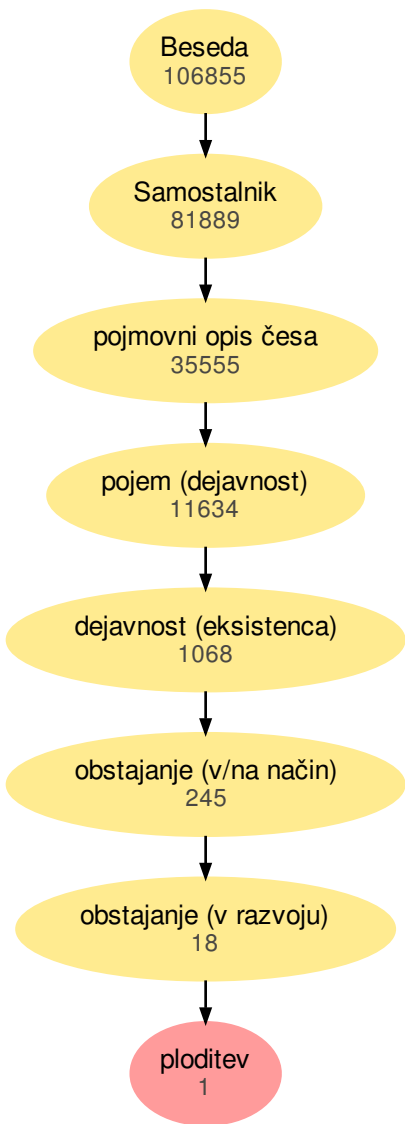 Beseda
106855
Samostalnik
81889
pojmovni opis česa
35555
pojem (dejavnost)
11634
dejavnost (eksistenca)
1068
obstajanje (v/na način)
245
obstajanje (v razvoju)
18
ploditev
1